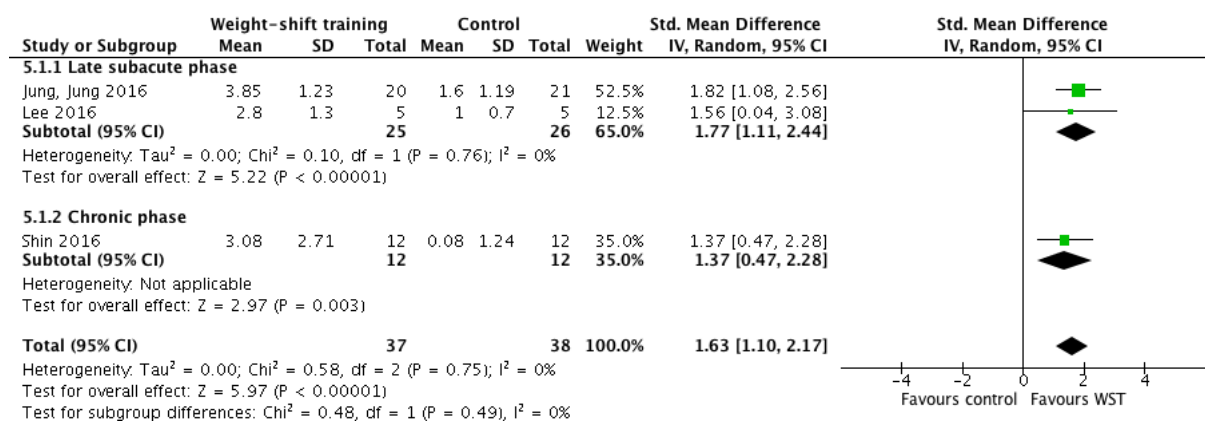 Weight-shift training Control Std. Mean Difference Std. Mean Difference
Study or Subgroup Mean SD Total Mean SD Total Weight IV, Random, 95% CI IV, Random, 95% CI
5.1.1 Late subacute phase
Jung, Jung 2016 3.85 1.23 20 1.6 1.19 21 52.5% 1.82 [1.08, 2.56]
Lee 2016 2.8 1.3 5 1 0.7 5 12.5% 1.56 [0.04, 3.08]
Subtotal (95% CI) 25 26 65.0% 1.77 [1.11, 2.44]
Heterogeneity: Tau² = 0.00; Chi² = 0.10, df = 1 (P = 0.76); I² = 0%
Test for overall effect: Z = 5.22 (P < 0.00001)
5.1.2 Chronic phase
Shin 2016 3.08 2.71 12 0.08 1.24 12 35.0% 1.37 [0.47, 2.28]
Subtotal (95% CI) 12 12 35.0% 1.37 [0.47, 2.28]
Heterogeneity: Not applicable
Test for overall effect: Z = 2.97 (P = 0.003)
Total (95% CI) 37 38 100.0% 1.63 [1.10, 2.17]
Heterogeneity: Tau² = 0.00; Chi² = 0.58, df = 2 (P = 0.75); I² = 0%
Test for overall effect: Z = 5.97 (P < 0.00001)
Test for subgroup differences: Chi² = 0.48, df = 1 (P = 0.49), I² = 0%
-4 -2 0 2 4
Favours control Favours WST